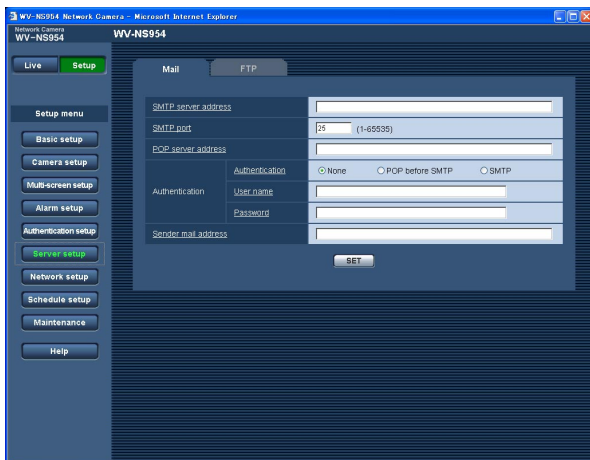 WV-NS954 Network Camera - Microsoft Internet Explorer
Network Camera
WV-NS954
WV-NS954
Live
Setup
Mail
FTP
Setup menu
Basic setup
Camera setup
Multi-screen setup
Alarm setup
Authentication setup
Server setup
Network setup
Schedule setup
Maintenance
Help
SMTP server address
SMTP port
25 (1-65535)
POP server address
Authentication
Authentication
None POP before SMTP SMTP
User name
Password
Sender mail address
SET